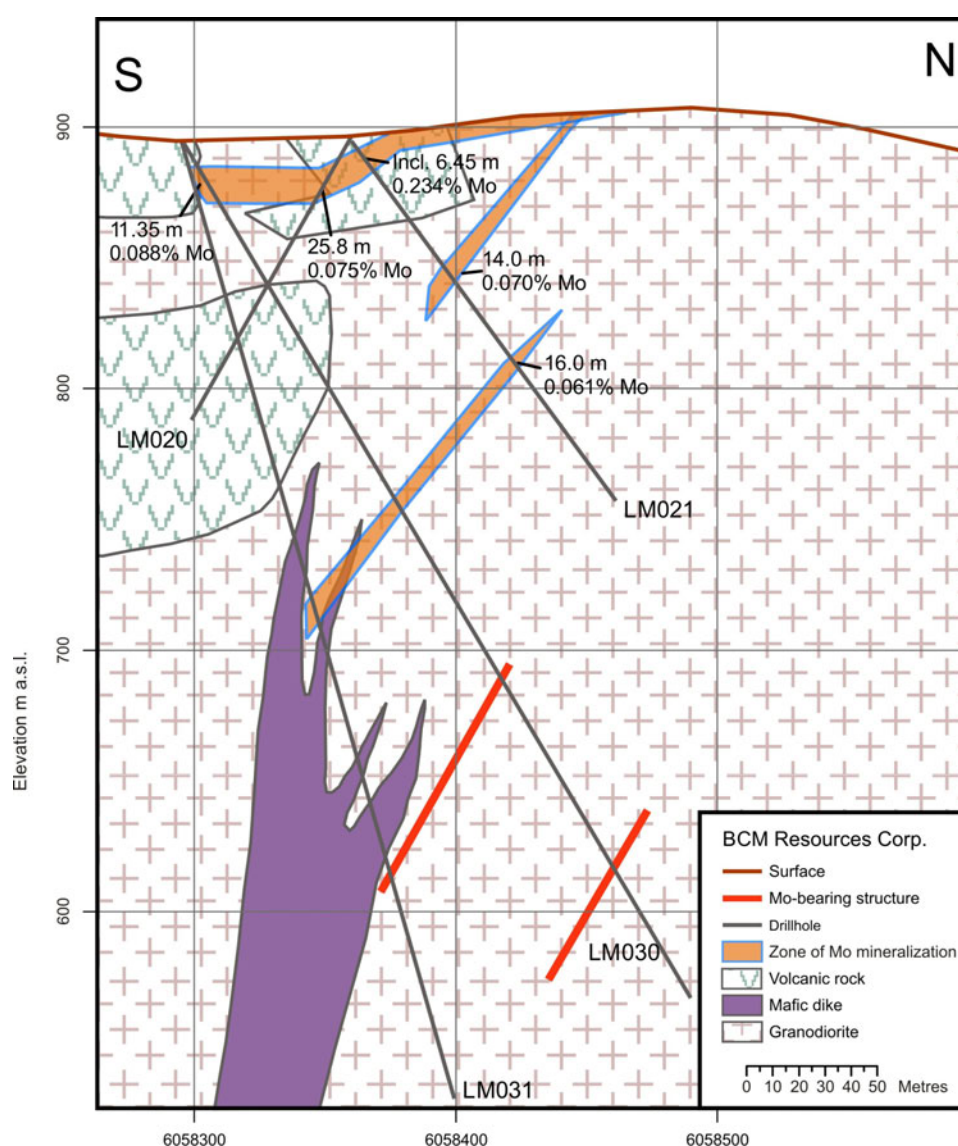 S
N
900
Incl. 6.45 m
0.234% Mo
11.35 m
0.088% Mo
25.8 m
0.075% Mo
14.0 m
0.070% Mo
800
16.0 m
0.061% Mo
LM020
LM021
700
Elevation m a.s.l.
600
LM030
LM031
BCM Resources Corp.
Surface
Mo-bearing structure
Drillhole
Zone of Mo mineralization
Volcanic rock
Mafic dike
Granodiorite
0 10 20 30 40 50 Metres
6058300
6058400
6058500